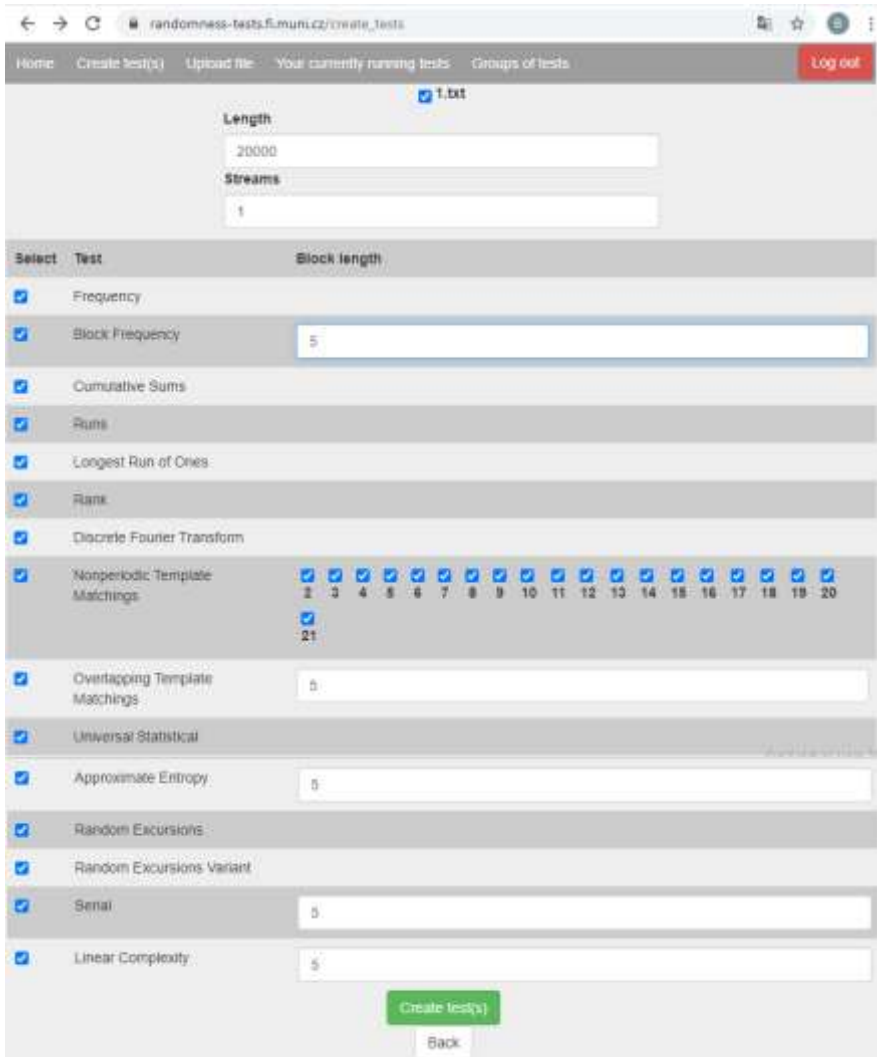 randomness-tests.fi.muni.cz/create_tests
Home Create test(s) Upload file Your currently running tests Groups of tests Log out
1.txt
Length
20000
Streams
1
Select Test Block length
Frequency
Block Frequency 5
Cumulative Sums
Runs
Longest Run of Ones
Rank
Discrete Fourier Transform
Nonperiodic Template
Matchings
2 3 4 5 6 7 8 9 10 11 12 13 14 15 16 17 18 19 20
21
Overlapping Template
Matchings
5
Universal Statistical
Approximate Entropy 5
Random Excursions
Random Excursions Variant
Serial 5
Linear Complexity 5
Create test(s)
Back